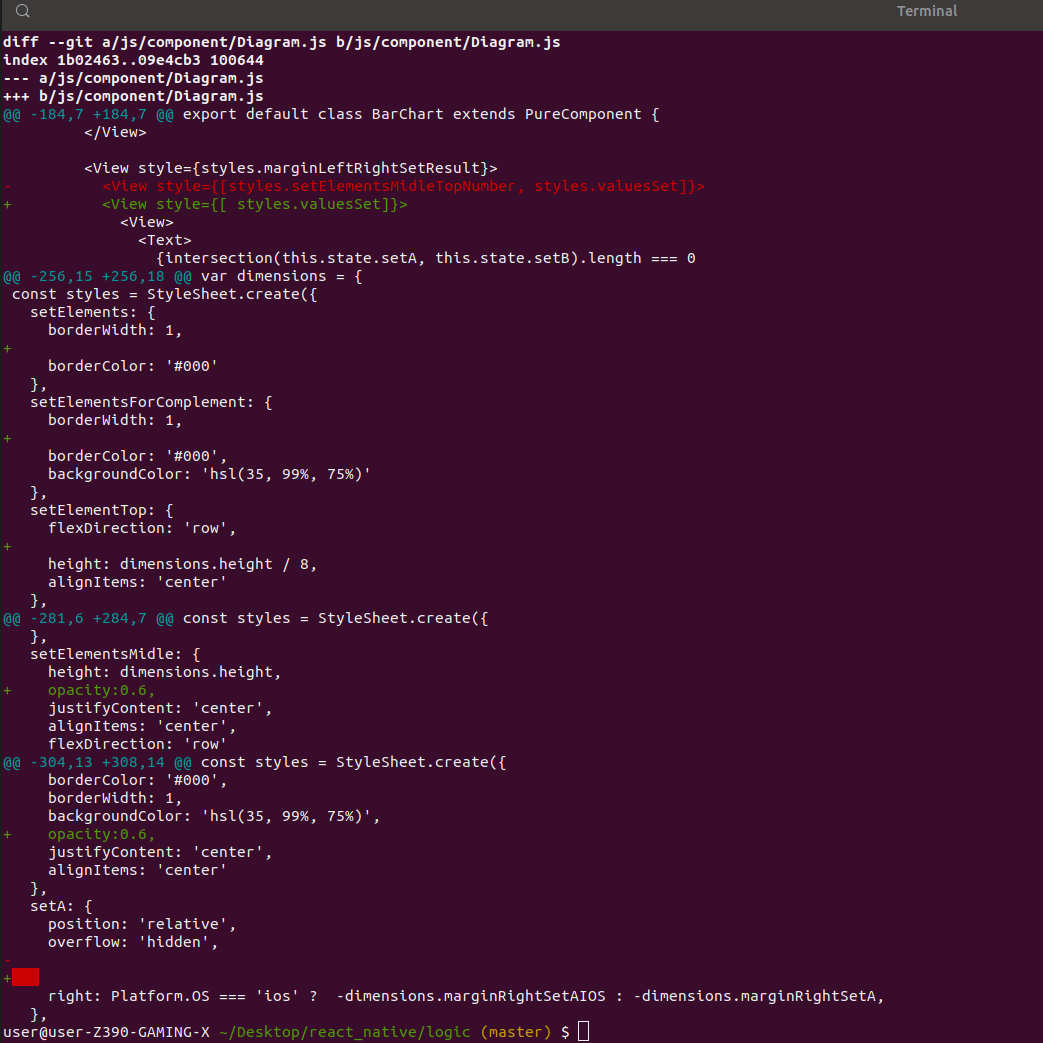 Terminal
diff --git a/js/component/Diagram.js b/js/component/Diagram.js
index 1b02463..09e4cb3 100644
--- a/js/component/Diagram.js
+++ b/js/component/Diagram.js
@@ -184,7 +184,7 @@ export default class BarChart extends PureComponent {
         </View>
         <View style={styles.marginLeftRightSetResult}>
-          <View style={[styles.setElementsMidleTopNumber, styles.valuesSet]}>
+          <View style={[ styles.valuesSet]}>
             <View>
               <Text>
                 {intersection(this.state.setA, this.state.setB).length === 0
@@ -256,15 +256,18 @@ var dimensions = {
 const styles = StyleSheet.create({
   setElements: {
     borderWidth: 1,
+
     borderColor: '#000'
   },
   setElementsForComplement: {
     borderWidth: 1,
+
     borderColor: '#000',
     backgroundColor: 'hsl(35, 99%, 75%)'
   },
   setElementTop: {
     flexDirection: 'row',
+
     height: dimensions.height / 8,
     alignItems: 'center'
   },
@@ -281,6 +284,7 @@ const styles = StyleSheet.create({
   },
   setElementsMidle: {
     height: dimensions.height,
+    opacity:0.6,
     justifyContent: 'center',
     alignItems: 'center',
     flexDirection: 'row'
@@ -304,13 +308,14 @@ const styles = StyleSheet.create({
     borderColor: '#000',
     borderWidth: 1,
     backgroundColor: 'hsl(35, 99%, 75%)',
+    opacity:0.6,
     justifyContent: 'center',
     alignItems: 'center'
   },
   setA: {
     position: 'relative',
     overflow: 'hidden',
-
+
     right: Platform.OS === 'ios' ?  -dimensions.marginRightSetAIOS : -dimensions.marginRightSetA,
   },
user@user-Z390-GAMING-X ~/Desktop/react_native/logic (master) $